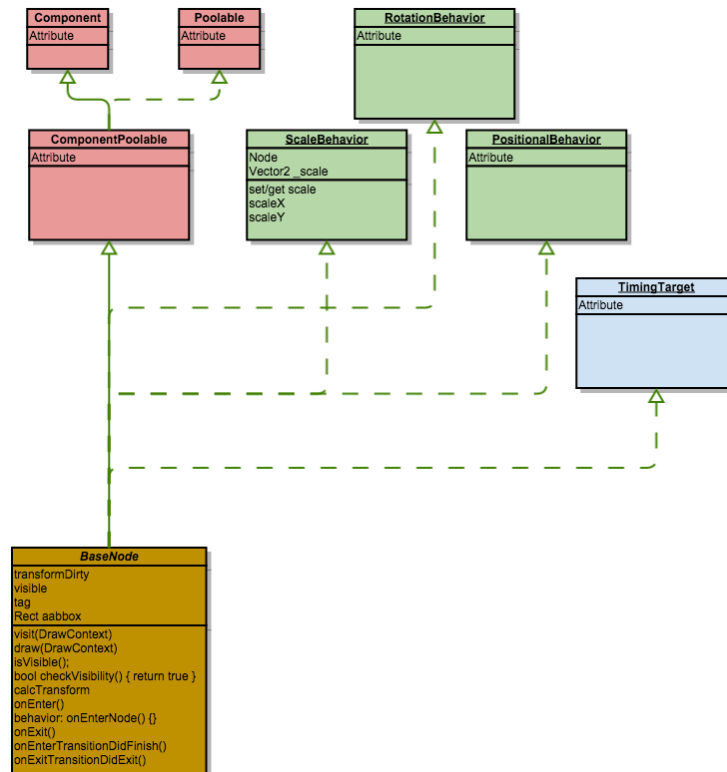 Component
Attribute
Poolable
Attribute
RotationBehavior
Attribute
ComponentPoolable
Attribute
ScaleBehavior
Node
Vector2 _scale
set/get scale
scaleX
scaleY
PositionalBehavior
Attribute
TimingTarget
Attribute
BaseNode
transformDirty
visible
tag
Rect aabbox
visit(DrawContext)
draw(DrawContext)
isVisible();
bool checkVisibility() { return true }
calcTransform
onEnter()
behavior: onEnterNode() {}
onExit()
onEnterTransitionDidFinish()
onExitTransitionDidExit()